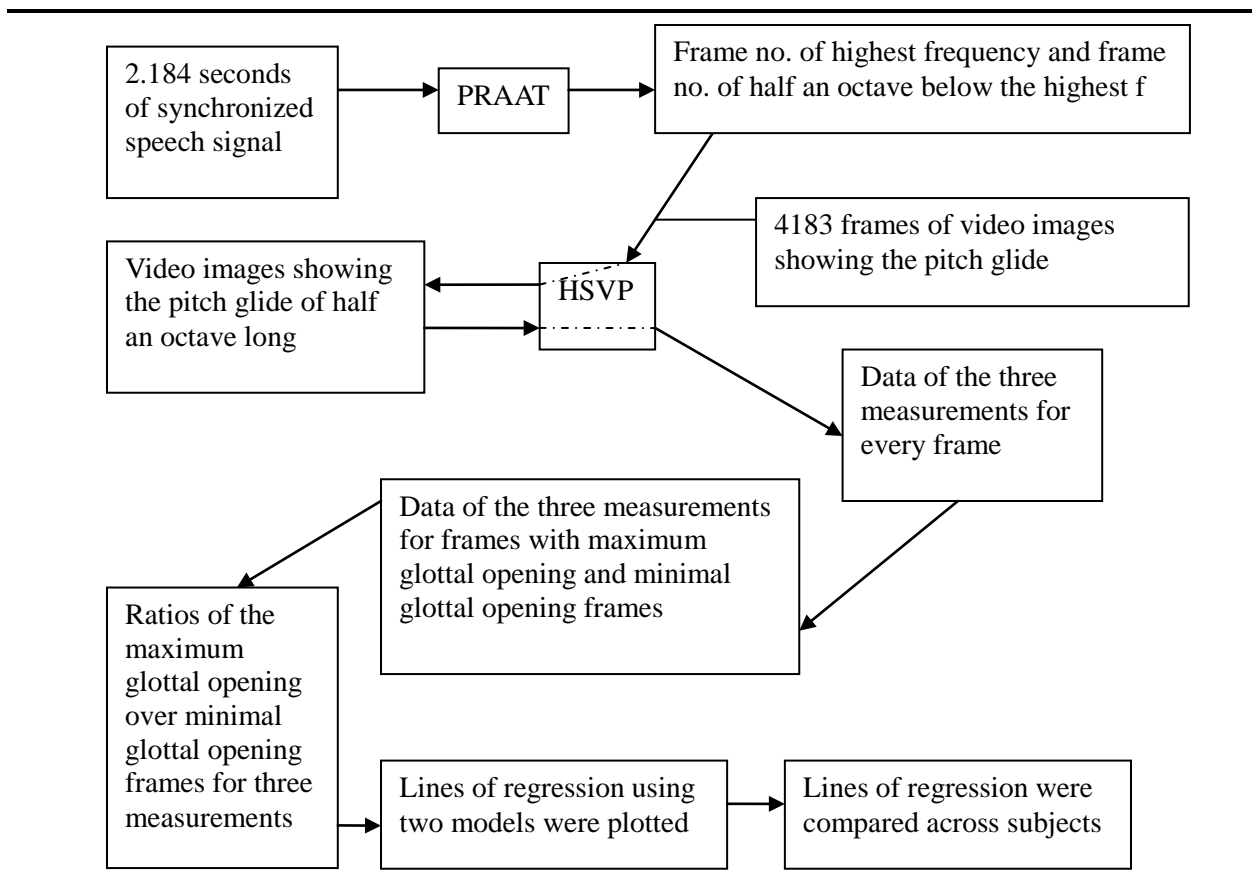 2.184 seconds
of synchronized
speech signal
PRAAT
Frame no. of highest frequency and frame
no. of half an octave below the highest f
4183 frames of video images
showing the pitch glide
Video images showing
the pitch glide of half
an octave long
HSVP
Data of the three
measurements for
every frame
Data of the three measurements
for frames with maximum
glottal opening and minimal
glottal opening frames
Ratios of the
maximum
glottal opening
over minimal
glottal opening
frames for three
measurements
Lines of regression using
two models were plotted
Lines of regression were
compared across subjects